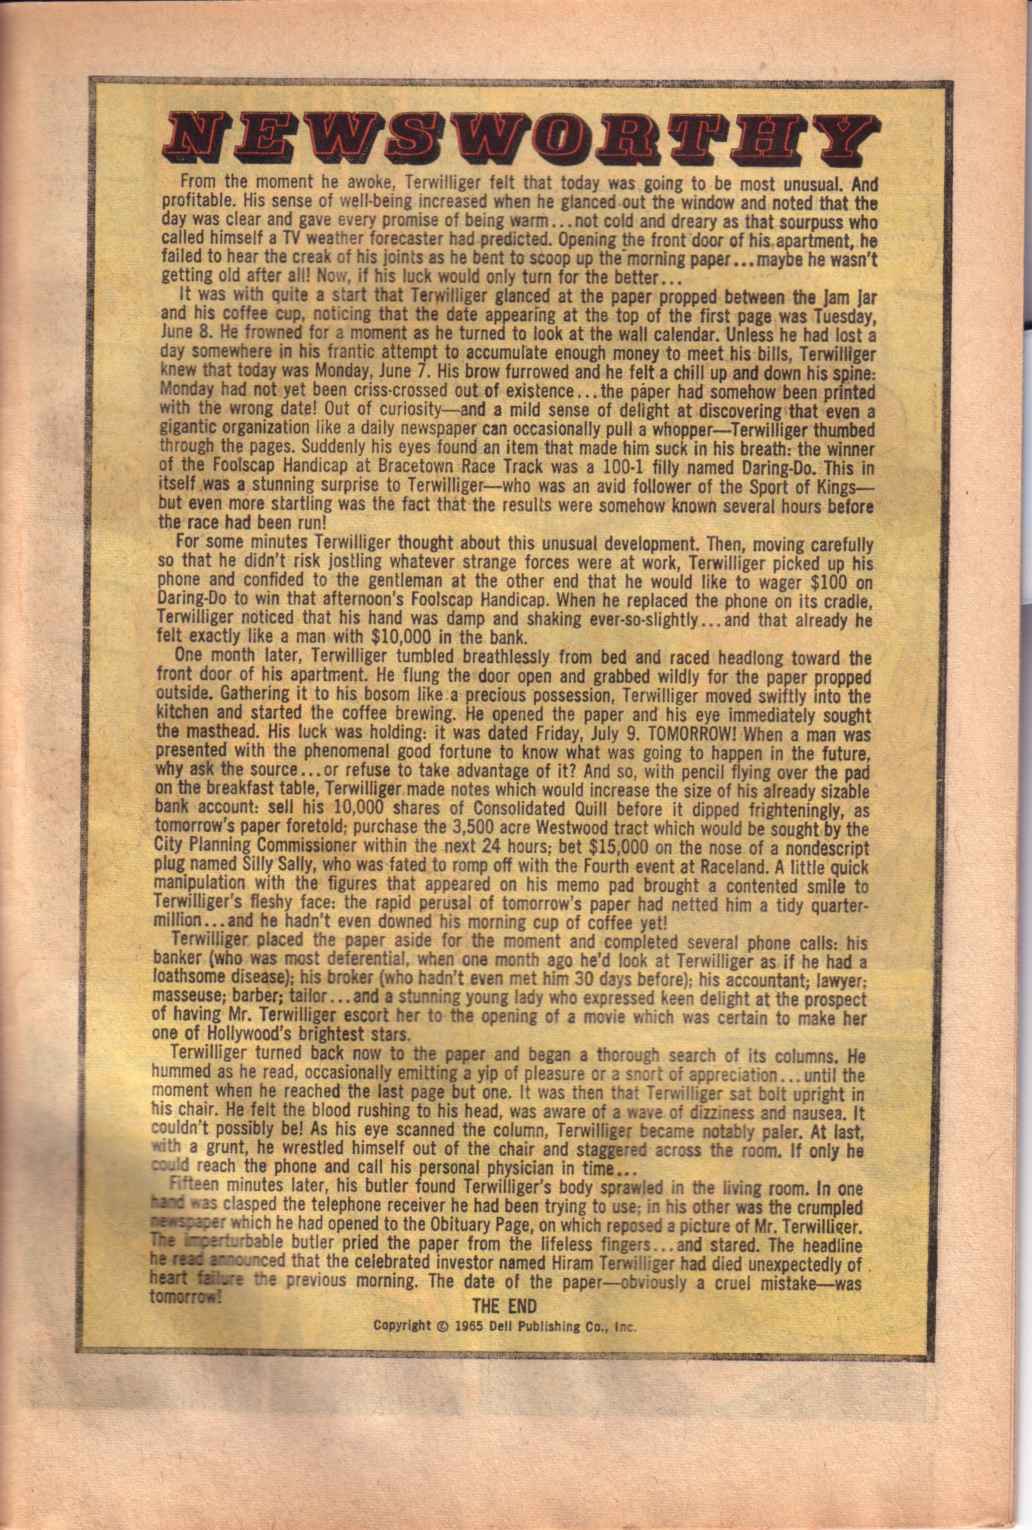 NEWSWORTHY
From the moment he awoke, Terwilliger felt that today was going to be most unusual. And
profitable. His sense of well-being increased when he glanced out the window and noted that the
day was clear and gave every promise of being warm...not cold and dreary as that sourpuss who
called himself a TV weather forecaster had predicted. Opening the front door of his apartment, he
failed to hear the creak of his joints as he bent to scoop up the morning paper...maybe he wasn't
getting old after all! Now, if his luck would only turn for the better...
It was with quite a start that Terwilliger glanced at the paper propped between the jam jar
and his coffee cup, noticing that the date appearing at the top of the first page was Tuesday,
June 8. He frowned for a moment as he turned to look at the wall calendar. Unless he had lost a
day somewhere in his frantic attempt to accumulate enough money to meet his bills, Terwilliger
knew that today was Monday, June 7. His brow furrowed and he felt a chill up and down his spine:
Monday had not yet been criss-crossed out of existence...the paper had somehow been printed
with the wrong date! Out of curiosity—and a mild sense of delight at discovering that even a
gigantic organization like a daily newspaper can occasionally pull a whopper—Terwilliger thumbed
through the pages. Suddenly his eyes found an item that made him suck in his breath: the winner
of the Foolscap Handicap at Bracetown Race Track was a 100-1 filly named Daring-Do. This in
itself was a stunning surprise to Terwilliger—who was an avid follower of the Sport of Kings—
but even more startling was the fact that the results were somehow known several hours before
the race had been run!
For some minutes Terwilliger thought about this unusual development. Then, moving carefully
so that he didn't risk jostling whatever strange forces were at work, Terwilliger picked up his
phone and confided to the gentleman at the other end that he would like to wager $100 on
Daring-Do to win that afternoon's Foolscap Handicap. When he replaced the phone on its cradle,
Terwilliger noticed that his hand was damp and shaking ever-so-slightly...and that already he
felt exactly like a man with $10,000 in the bank.
One month later, Terwilliger tumbled breathlessly from bed and raced headlong toward the
front door of his apartment. He flung the door open and grabbed wildly for the paper propped
outside. Gathering it to his bosom like a precious possession, Terwilliger moved swiftly into the
kitchen and started the coffee brewing. He opened the paper and his eye immediately sought
the masthead. His luck was holding: it was dated Friday, July 9. TOMORROW! When a man was
presented with the phenomenal good fortune to know what was going to happen in the future,
why ask the source...or refuse to take advantage of it? And so, with pencil flying over the pad
on the breakfast table, Terwilliger made notes which would increase the size of his already sizable
bank account: sell his 10,000 shares of Consolidated Quill before it dipped frighteningly, as
tomorrow's paper foretold; purchase the 3,500 acre Westwood tract which would be sought by the
City Planning Commissioner within the next 24 hours; bet $15,000 on the nose of a nondescript
plug named Silly Sally, who was fated to romp off with the Fourth event at Raceland. A little quick
manipulation with the figures that appeared on his memo pad brought a contented smile to
Terwilliger's fleshy face: the rapid perusal of tomorrow's paper had netted him a tidy quarter-
million...and he hadn't even downed his morning cup of coffee yet!
Terwilliger placed the paper aside for the moment and completed several phone calls: his
banker (who was most deferential, when one month ago he'd look at Terwilliger as if he had a
loathsome disease); his broker (who hadn't even met him 30 days before); his accountant; lawyer;
masseuse; barber; tailor...and a stunning young lady who expressed keen delight at the prospect
of having Mr. Terwilliger escort her to the opening of a movie which was certain to make her
one of Hollywood's brightest stars.
Terwilliger turned back now to the paper and began a thorough search of its columns. He
hummed as he read, occasionally emitting a yip of pleasure or a snort of appreciation...until the
moment when he reached the last page but one. It was then that Terwilliger sat bolt upright in
his chair. He felt the blood rushing to his head, was aware of a wave of dizziness and nausea. It
couldn't possibly be! As his eye scanned the column, Terwilliger became notably paler. At last,
with a grunt, he wrestled himself out of the chair and staggered across the room. If only he
could reach the phone and call his personal physician in time...
Fifteen minutes later, his butler found Terwilliger's body sprawled in the living room. In one
hand was clasped the telephone receiver he had been trying to use; in his other was the crumpled
newspaper which he had opened to the Obituary Page, on which reposed a picture of Mr. Terwilliger.
The imperturbable butler pried the paper from the lifeless fingers...and stared. The headline
he read announced that the celebrated investor named Hiram Terwilliger had died unexpectedly of
heart failure the previous morning. The date of the paper—obviously a cruel mistake—was
tomorrow!
THE END
Copyright © 1965 Dell Publishing Co., Inc.